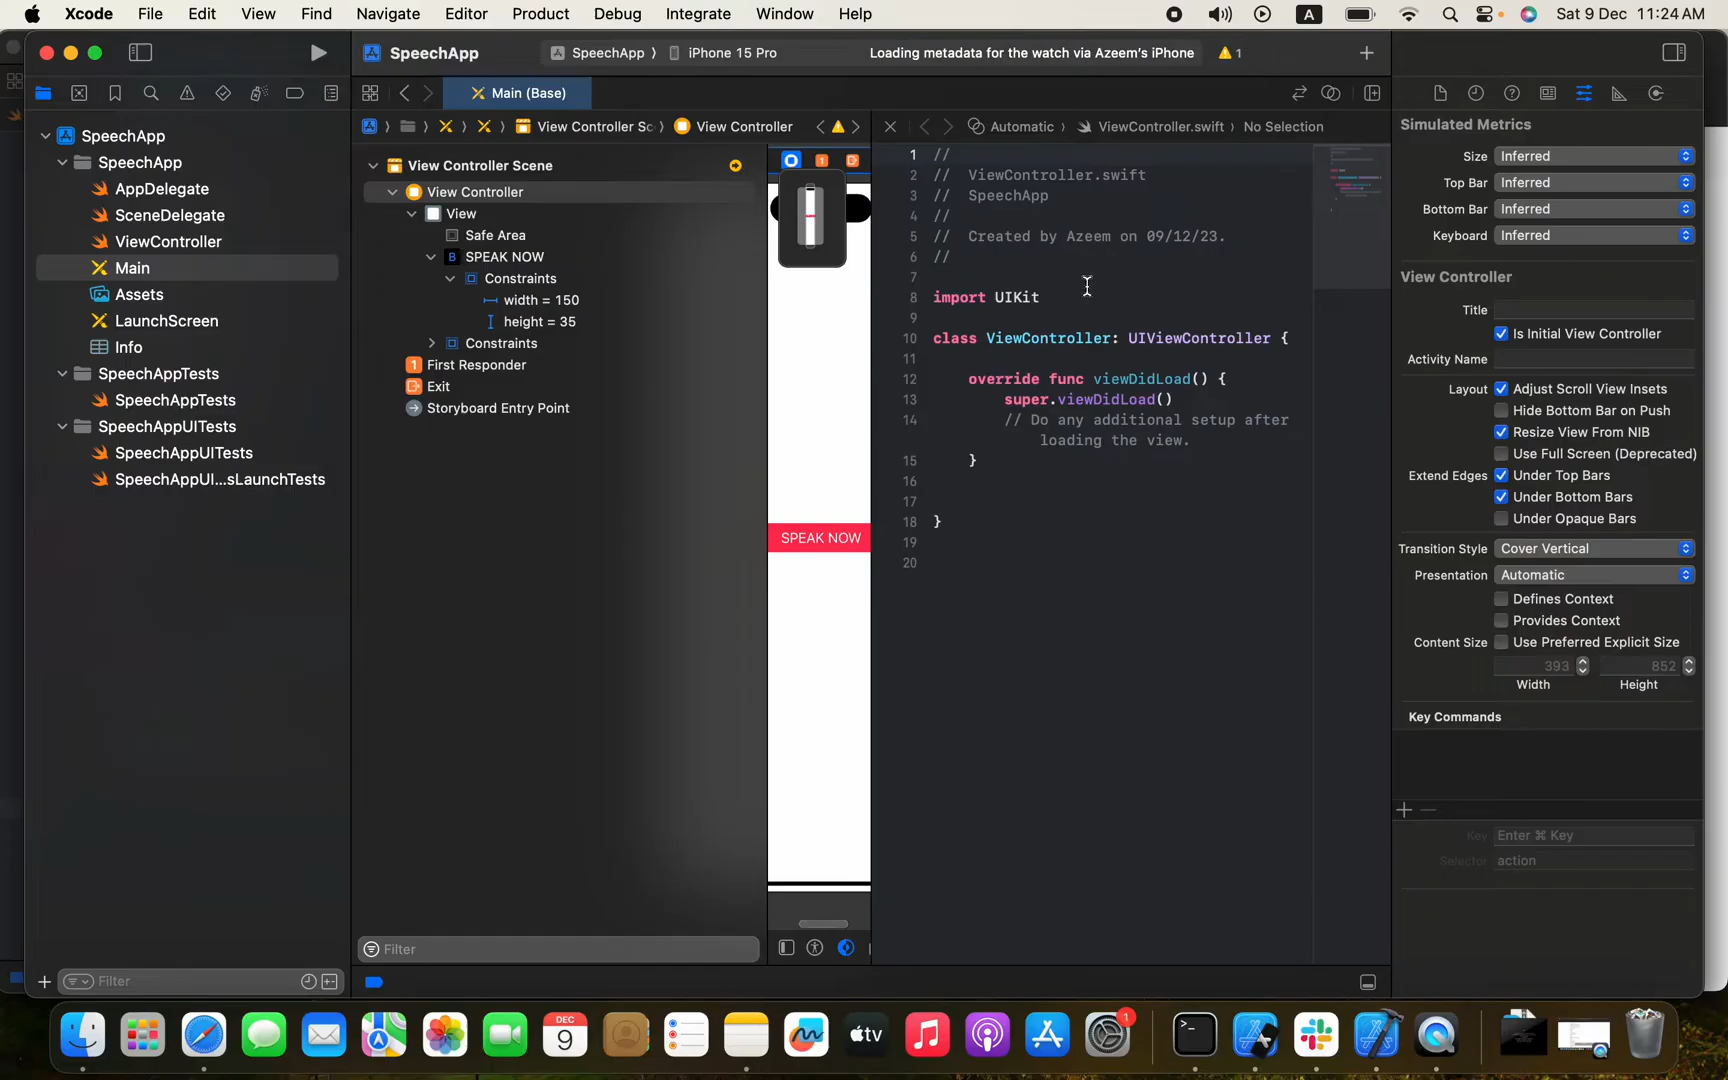 Xcode File Edit View Find Navigate Editor Product Debug Integrate Window Help A Sat 9 Dec 11:24 AM
SpeechApp SpeechApp 〉 iPhone 15 Pro Loading metadata for the watch via Azeem's iPhone 1
Main (Base)
View Controller Sc 〉 View Controller Automatic 〉 ViewController.swift 〉 No Selection
SpeechApp
SpeechApp
AppDelegate
SceneDelegate
ViewController
Main
Assets
LaunchScreen
Info
SpeechAppTests
SpeechAppTests
SpeechAppUITests
SpeechAppUITests
SpeechAppUI...sLaunchTests
Filter
View Controller Scene
View Controller
View
Safe Area
B SPEAK NOW
Constraints
width = 150
height = 35
Constraints
1 First Responder
Exit
Storyboard Entry Point
Filter
1
SPEAK NOW
1 //
2 // ViewController.swift
3 // SpeechApp
4 //
5 // Created by Azeem on 09/12/23.
6 //
7
8 import UIKit
9
10 class ViewController: UIViewController {
11
12 override func viewDidLoad() {
13 super.viewDidLoad()
14 // Do any additional setup after
loading the view.
15 }
16
17
18 }
19
20
Simulated Metrics
Size Inferred
Top Bar Inferred
Bottom Bar Inferred
Keyboard Inferred
View Controller
Title
Is Initial View Controller
Activity Name
Layout Adjust Scroll View Insets
Hide Bottom Bar on Push
Resize View From NIB
Use Full Screen (Deprecated)
Extend Edges Under Top Bars
Under Bottom Bars
Under Opaque Bars
Transition Style Cover Vertical
Presentation Automatic
Defines Context
Provides Context
Content Size Use Preferred Explicit Size
393 852
Width Height
Key Commands
Key Enter ⌘ Key
Selector action
DEC
9
tv
1